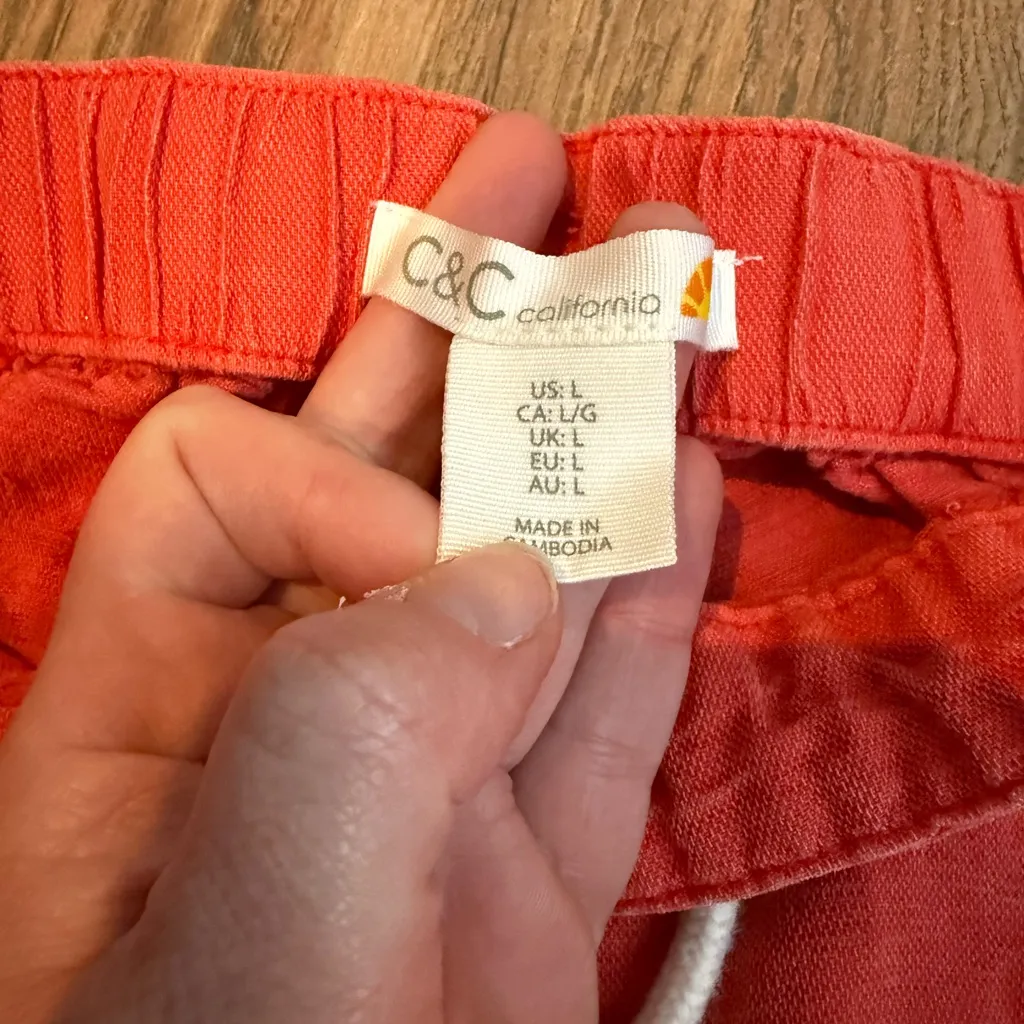 C&C california
US: L
CA: L/G
UK: L
EU: L
AU: L
MADE IN
CAMBODIA